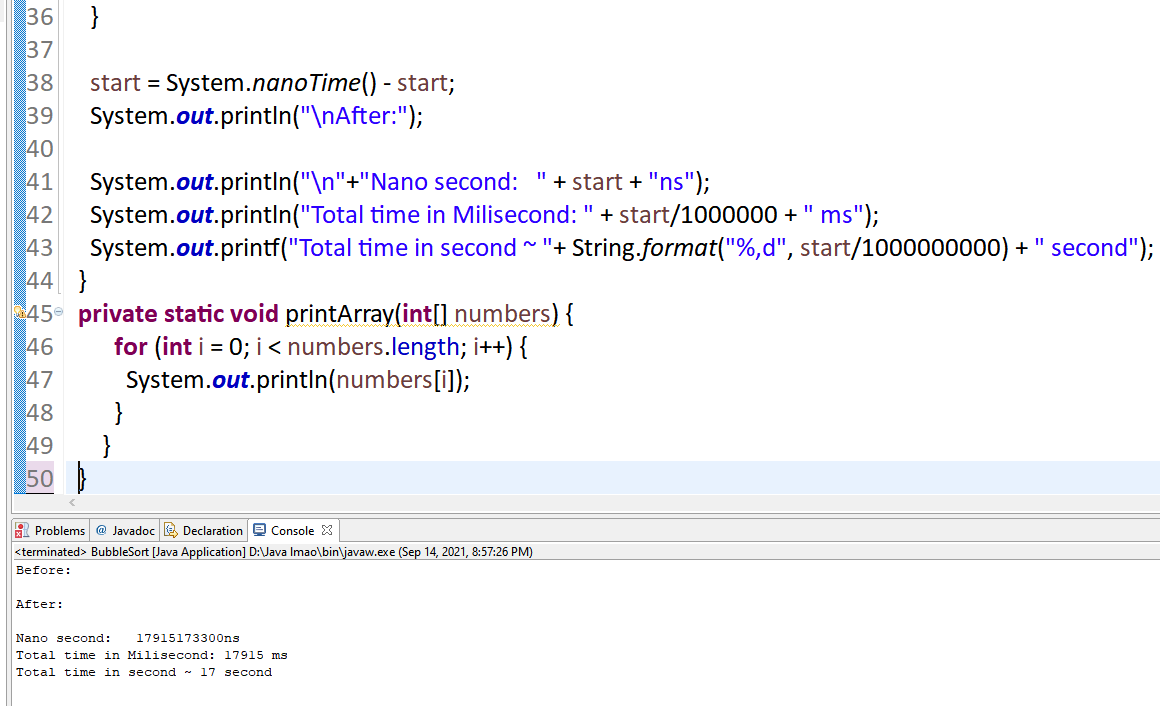 36 }
37
38 start = System.nanoTime() - start;
39 System.out.println("\nAfter:");
40
41 System.out.println("\n"+"Nano second:   " + start + "ns");
42 System.out.println("Total time in Milisecond: " + start/1000000 + " ms");
43 System.out.printf("Total time in second ~ "+ String.format("%,d", start/1000000000) + " second");
44 }
45 private static void printArray(int[] numbers) {
46 for (int i = 0; i < numbers.length; i++) {
47 System.out.println(numbers[i]);
48 }
49 }
50 }
Problems @ Javadoc Declaration Console
<terminated> BubbleSort [Java Application] D:\Java lmao\bin\javaw.exe (Sep 14, 2021, 8:57:26 PM)
Before:
After:
Nano second:   17915173300ns
Total time in Milisecond: 17915 ms
Total time in second ~ 17 second